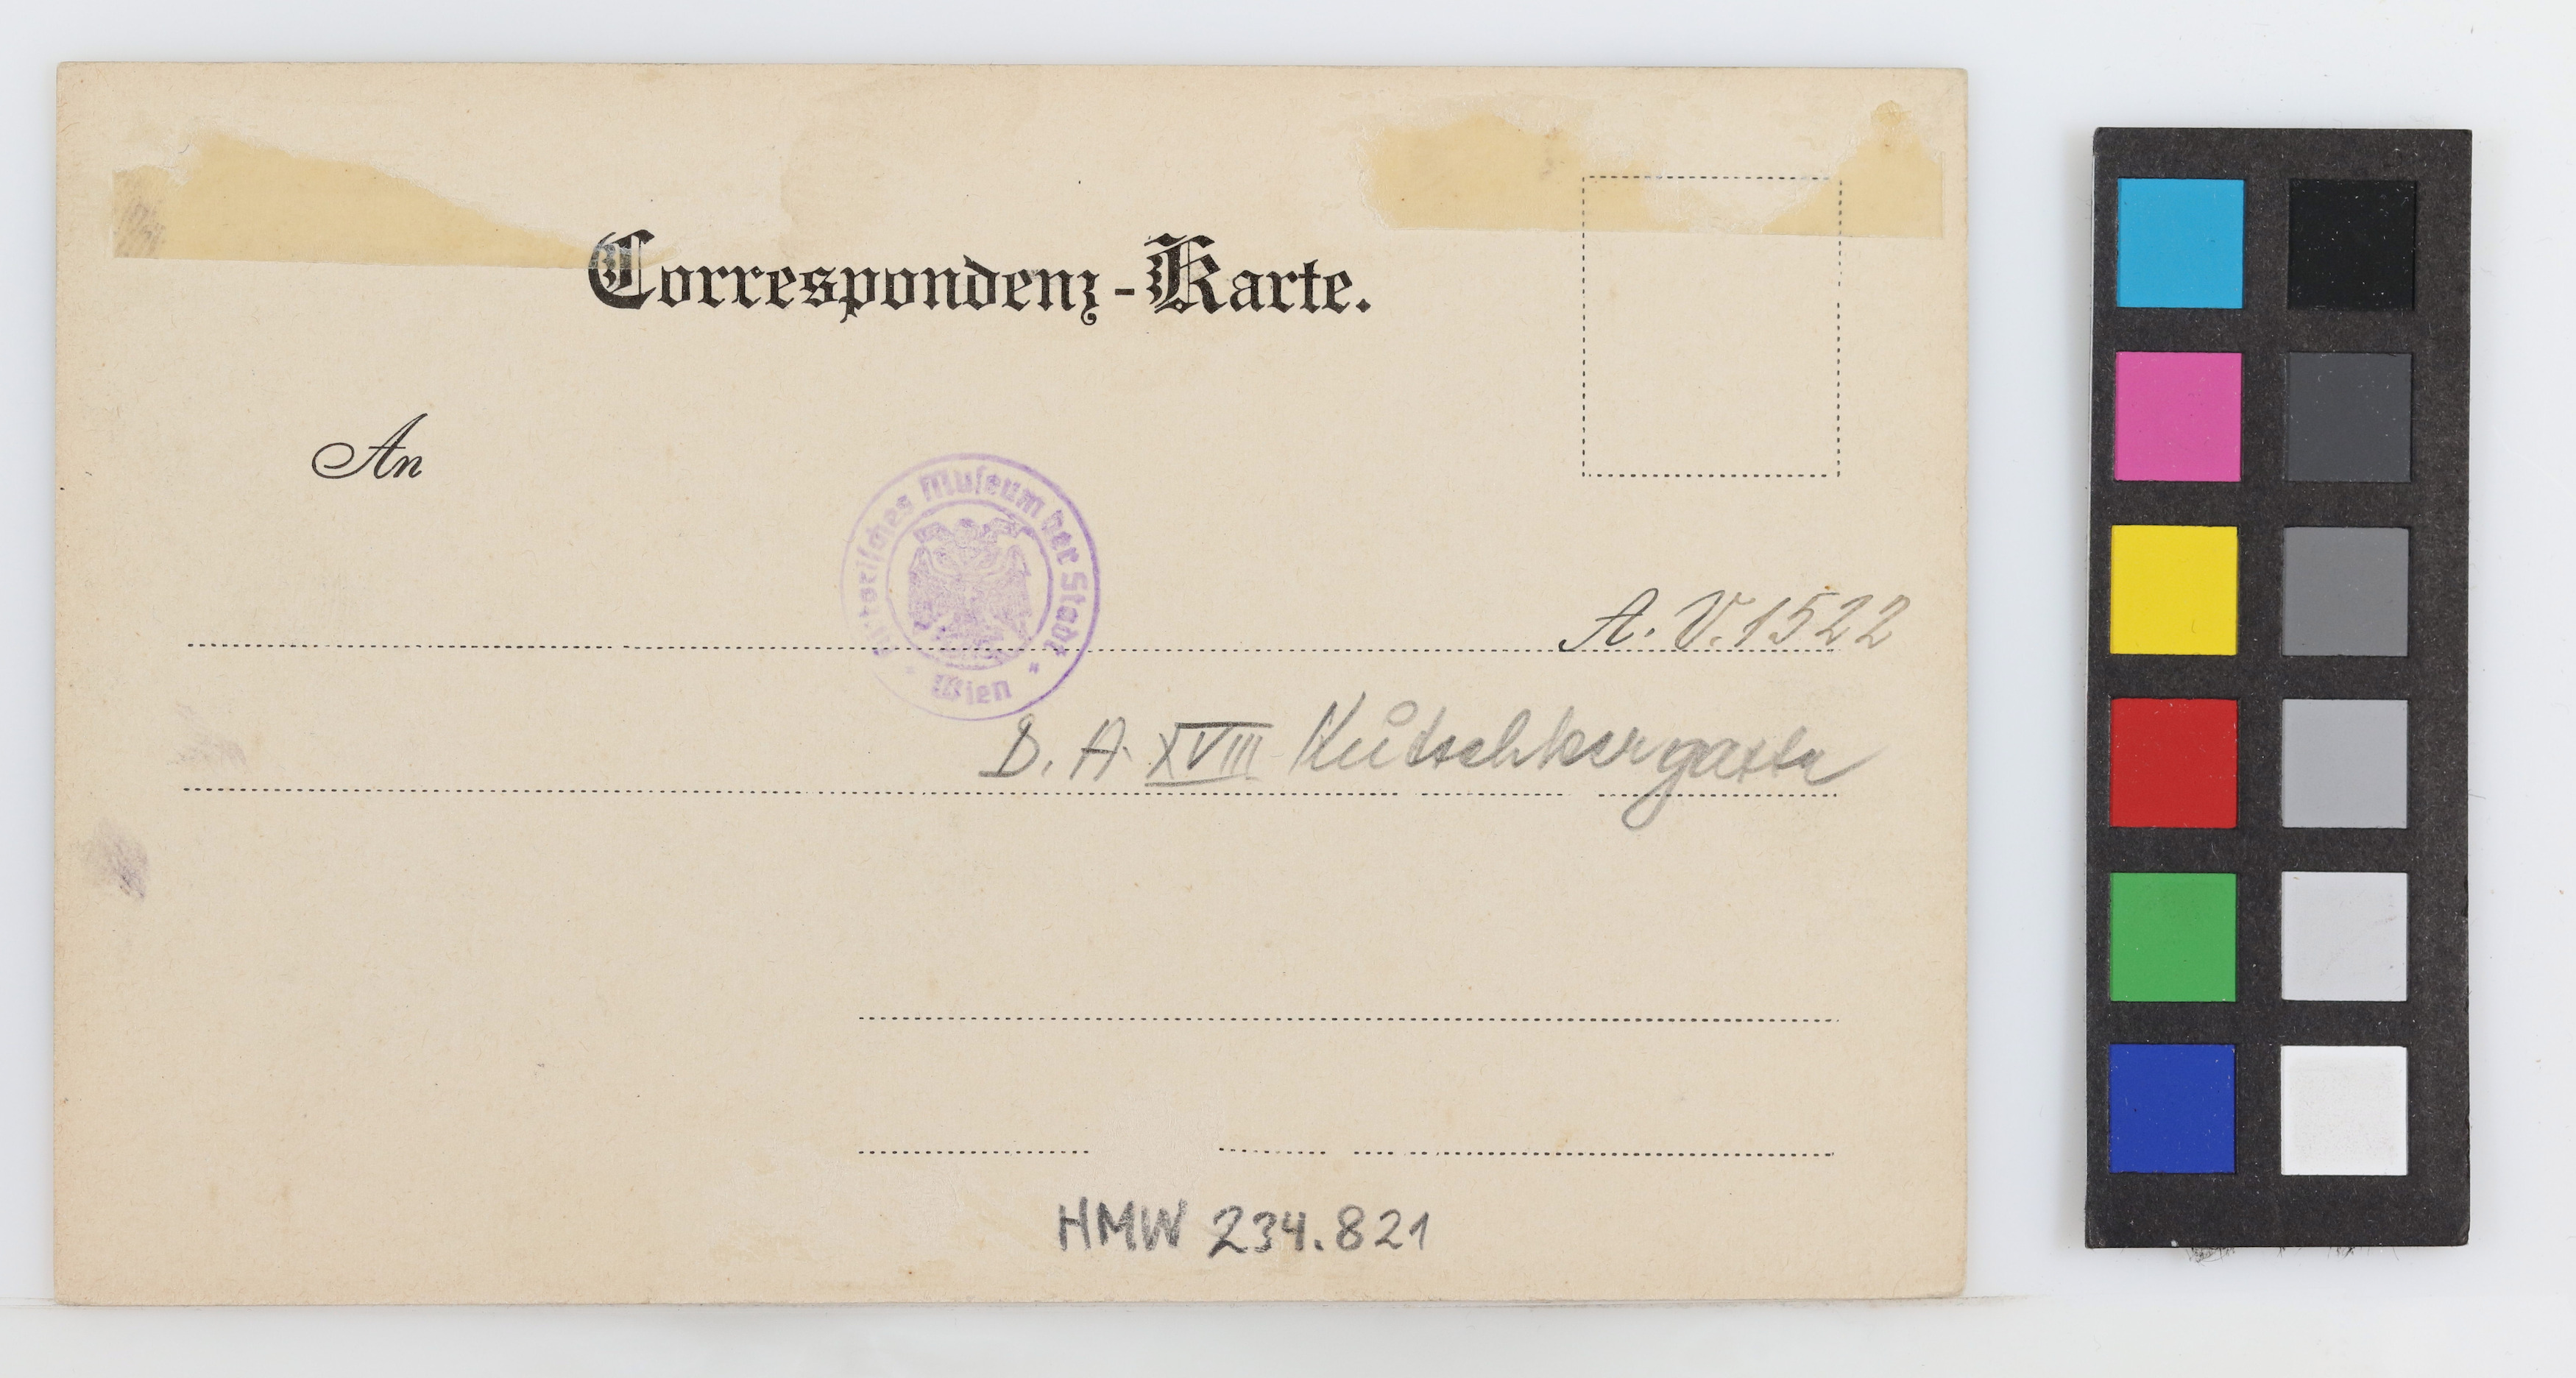 Correspondenz-Karte.
An
Historisches Museum der Stadt
* Wien *
A. V. 1522
B. A. XVIII Kutschkergasse
HMW 234.821